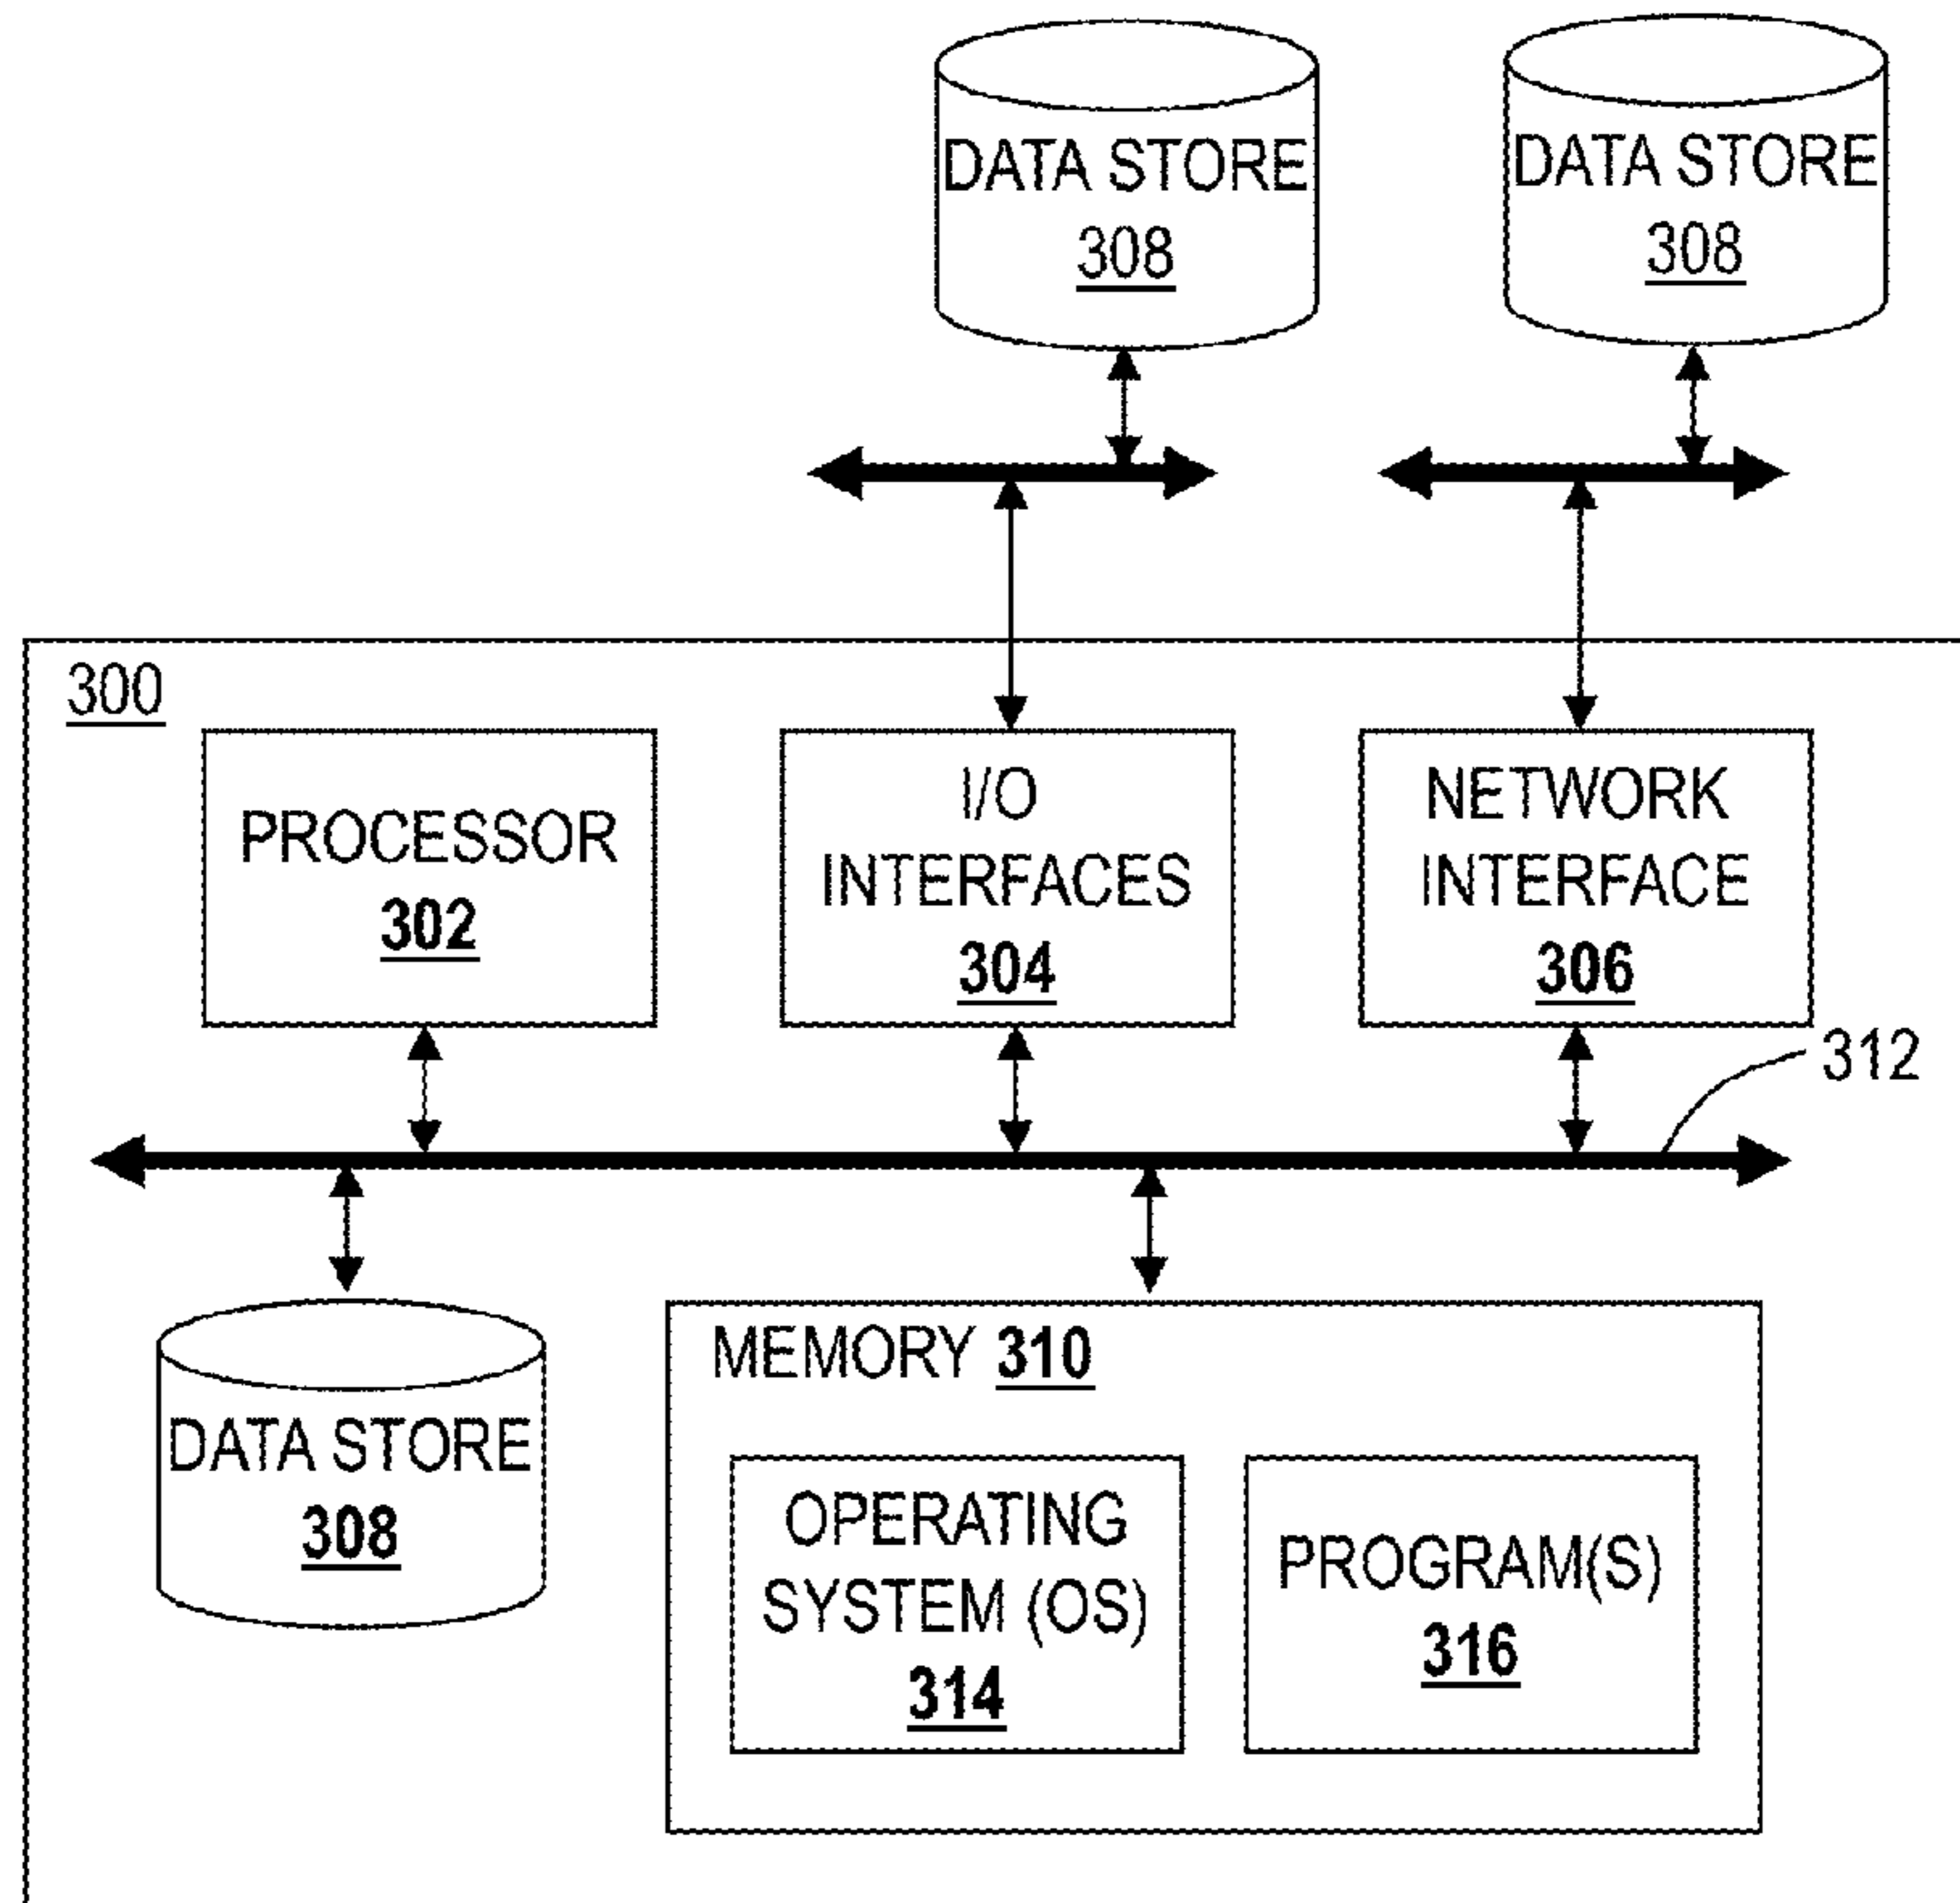 DATA STORE
308
DATA STORE
308
300
PROCESSOR
302
I/O
INTERFACES
304
NETWORK
INTERFACE
306
312
DATA STORE
308
MEMORY 310
OPERATING
SYSTEM (OS)
314
PROGRAM(S)
316